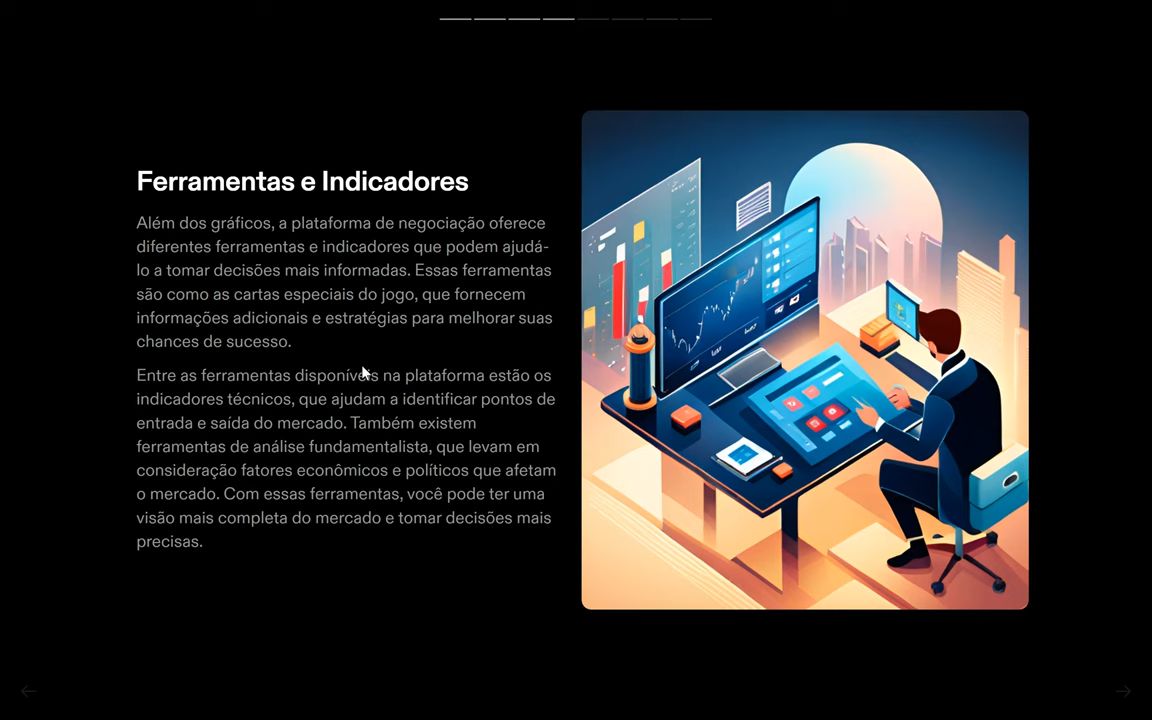 Ferramentas e Indicadores
Além dos gráficos, a plataforma de negociação oferece
diferentes ferramentas e indicadores que podem ajudá-
lo a tomar decisões mais informadas. Essas ferramentas
são como as cartas especiais do jogo, que fornecem
informações adicionais e estratégias para melhorar suas
chances de sucesso.
Entre as ferramentas disponíveis na plataforma estão os
indicadores técnicos, que ajudam a identificar pontos de
entrada e saída do mercado. Também existem
ferramentas de análise fundamentalista, que levam em
consideração fatores econômicos e políticos que afetam
o mercado. Com essas ferramentas, você pode ter uma
visão mais completa do mercado e tomar decisões mais
precisas.